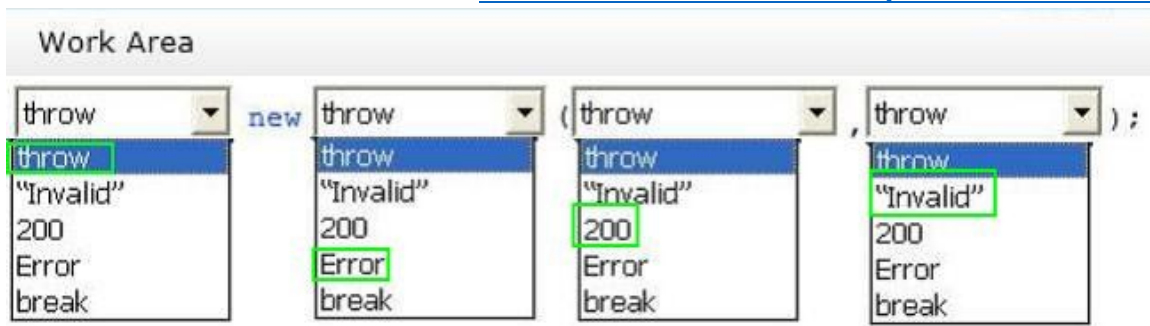 Work Area
throw new throw ( throw , throw );
throw throw throw throw
“Invalid” “Invalid” “Invalid” “Invalid”
200 200 200 200
Error Error Error Error
break break break break